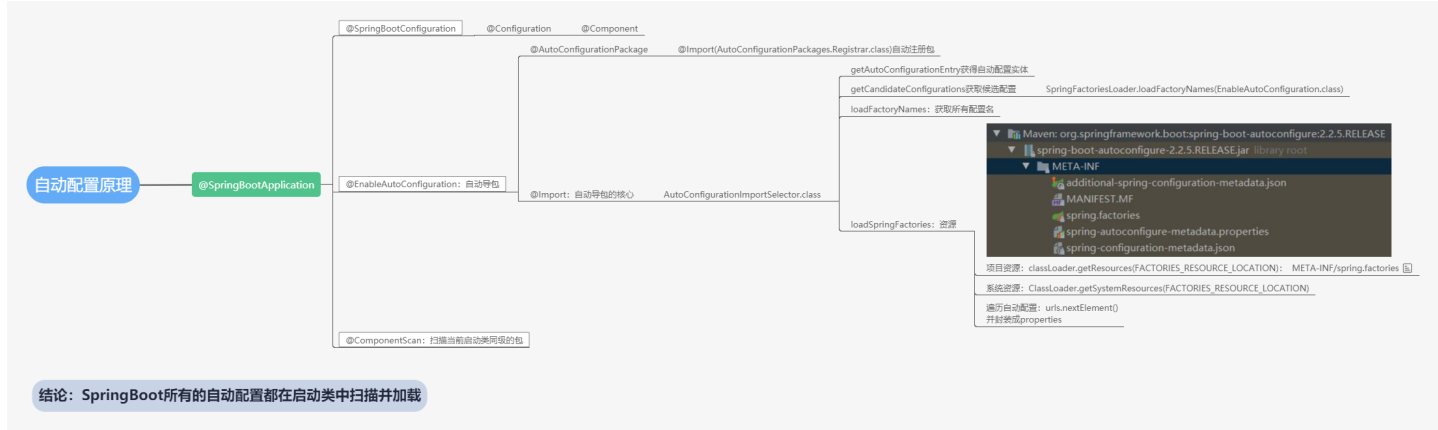 自动配置原理
@SpringBootApplication
@SpringBootConfiguration
@Configuration
@Component
@EnableAutoConfiguration：自动导包
@AutoConfigurationPackage
@Import(AutoConfigurationPackages.Registrar.class)自动注册包
@Import：自动导包的核心
AutoConfigurationImportSelector.class
getAutoConfigurationEntry获得自动配置实体
getCandidateConfigurations获取候选配置
SpringFactoriesLoader.loadFactoryNames(EnableAutoConfiguration.class)
loadFactoryNames：获取所有配置名
loadSpringFactories：资源
Maven: org.springframework.boot:spring-boot-autoconfigure:2.2.5.RELEASE
spring-boot-autoconfigure-2.2.5.RELEASE.jar library root
META-INF
additional-spring-configuration-metadata.json
MANIFEST.MF
spring.factories
spring-autoconfigure-metadata.properties
spring-configuration-metadata.json
项目资源：classLoader.getResources(FACTORIES_RESOURCE_LOCATION)： META-INF/spring.factories
系统资源：ClassLoader.getSystemResources(FACTORIES_RESOURCE_LOCATION)
遍历自动配置：urls.nextElement()
并封装成properties
@ComponentScan：扫描当前启动类同级的包
结论：SpringBoot所有的自动配置都在启动类中扫描并加载